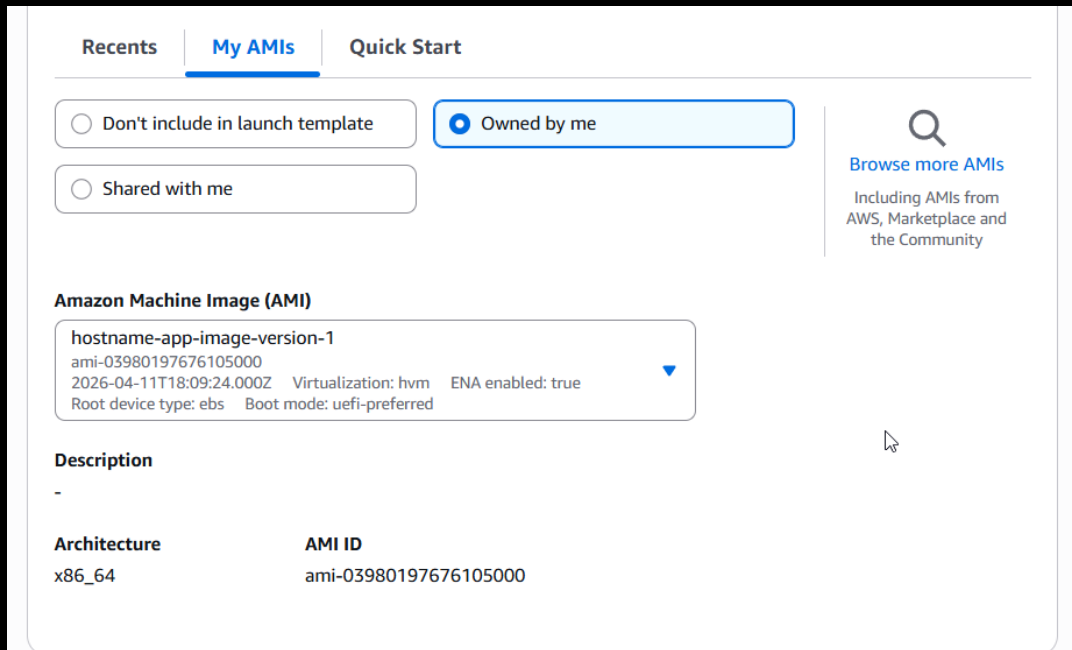 Recents My AMIs Quick Start
Don't include in launch template
Owned by me
Shared with me
Browse more AMIs
Including AMIs from
AWS, Marketplace and
the Community
Amazon Machine Image (AMI)
hostname-app-image-version-1
ami-03980197676105000
2026-04-11T18:09:24.000Z Virtualization: hvm ENA enabled: true
Root device type: ebs Boot mode: uefi-preferred
Description
-
Architecture AMI ID
x86_64 ami-03980197676105000